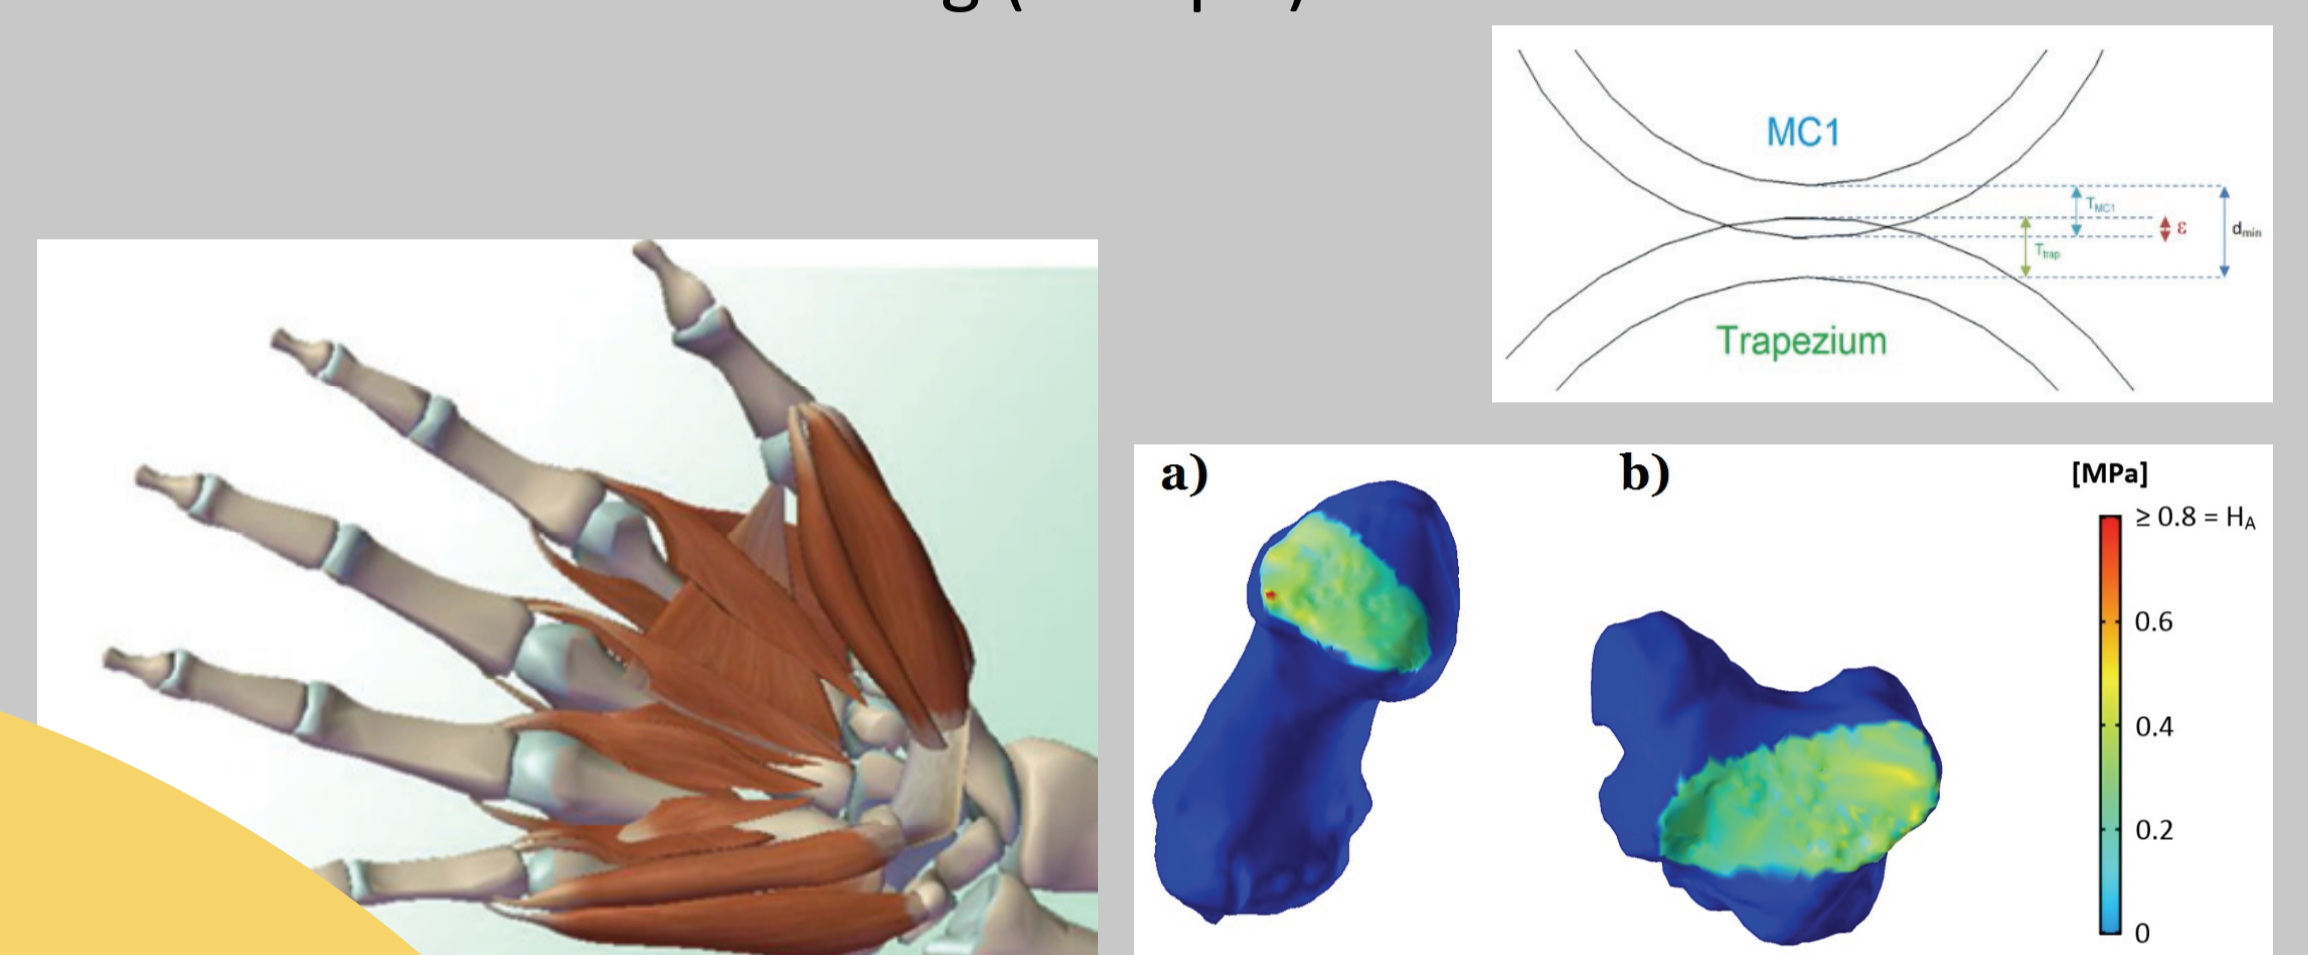 MC1
T_MC1
ε
d_min
T_trap
Trapezium
a)
b)
[MPa]
≥ 0.8 = H_A
0.6
0.4
0.2
0